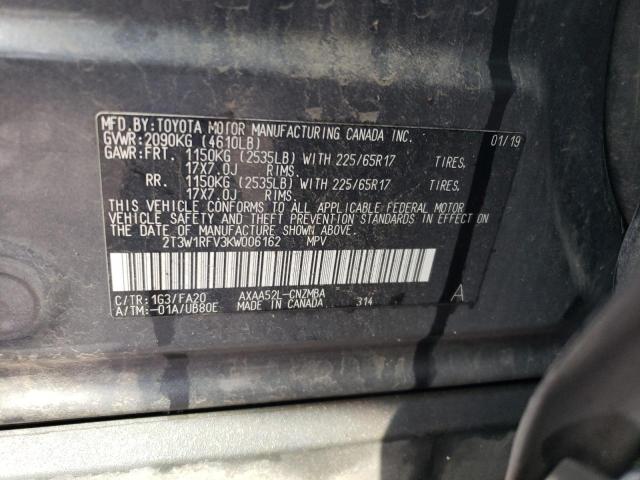 MFD.BY:TOYOTA MOTOR MANUFACTURING CANADA INC. 01/19
GVWR:2090KG (4610LB)
GAWR:FRT. 1150KG (2535LB) WITH 225/65R17 TIRES.
17X7.0J RIMS.
RR. 1150KG (2535LB) WITH 225/65R17 TIRES.
17X7.0J RIMS.
THIS VEHICLE CONFORMS TO ALL APPLICABLE FEDERAL MOTOR
VEHICLE SAFETY AND THEFT PREVENTION STANDARDS IN EFFECT ON
THE DATE OF MANUFACTURE SHOWN ABOVE.
2T3W1RFV3KW006162 MPV
C/TR:1G3/FA20 AXAA52L-CNZMBA
A/TM:-01A/UB80E MADE IN CANADA 314 A